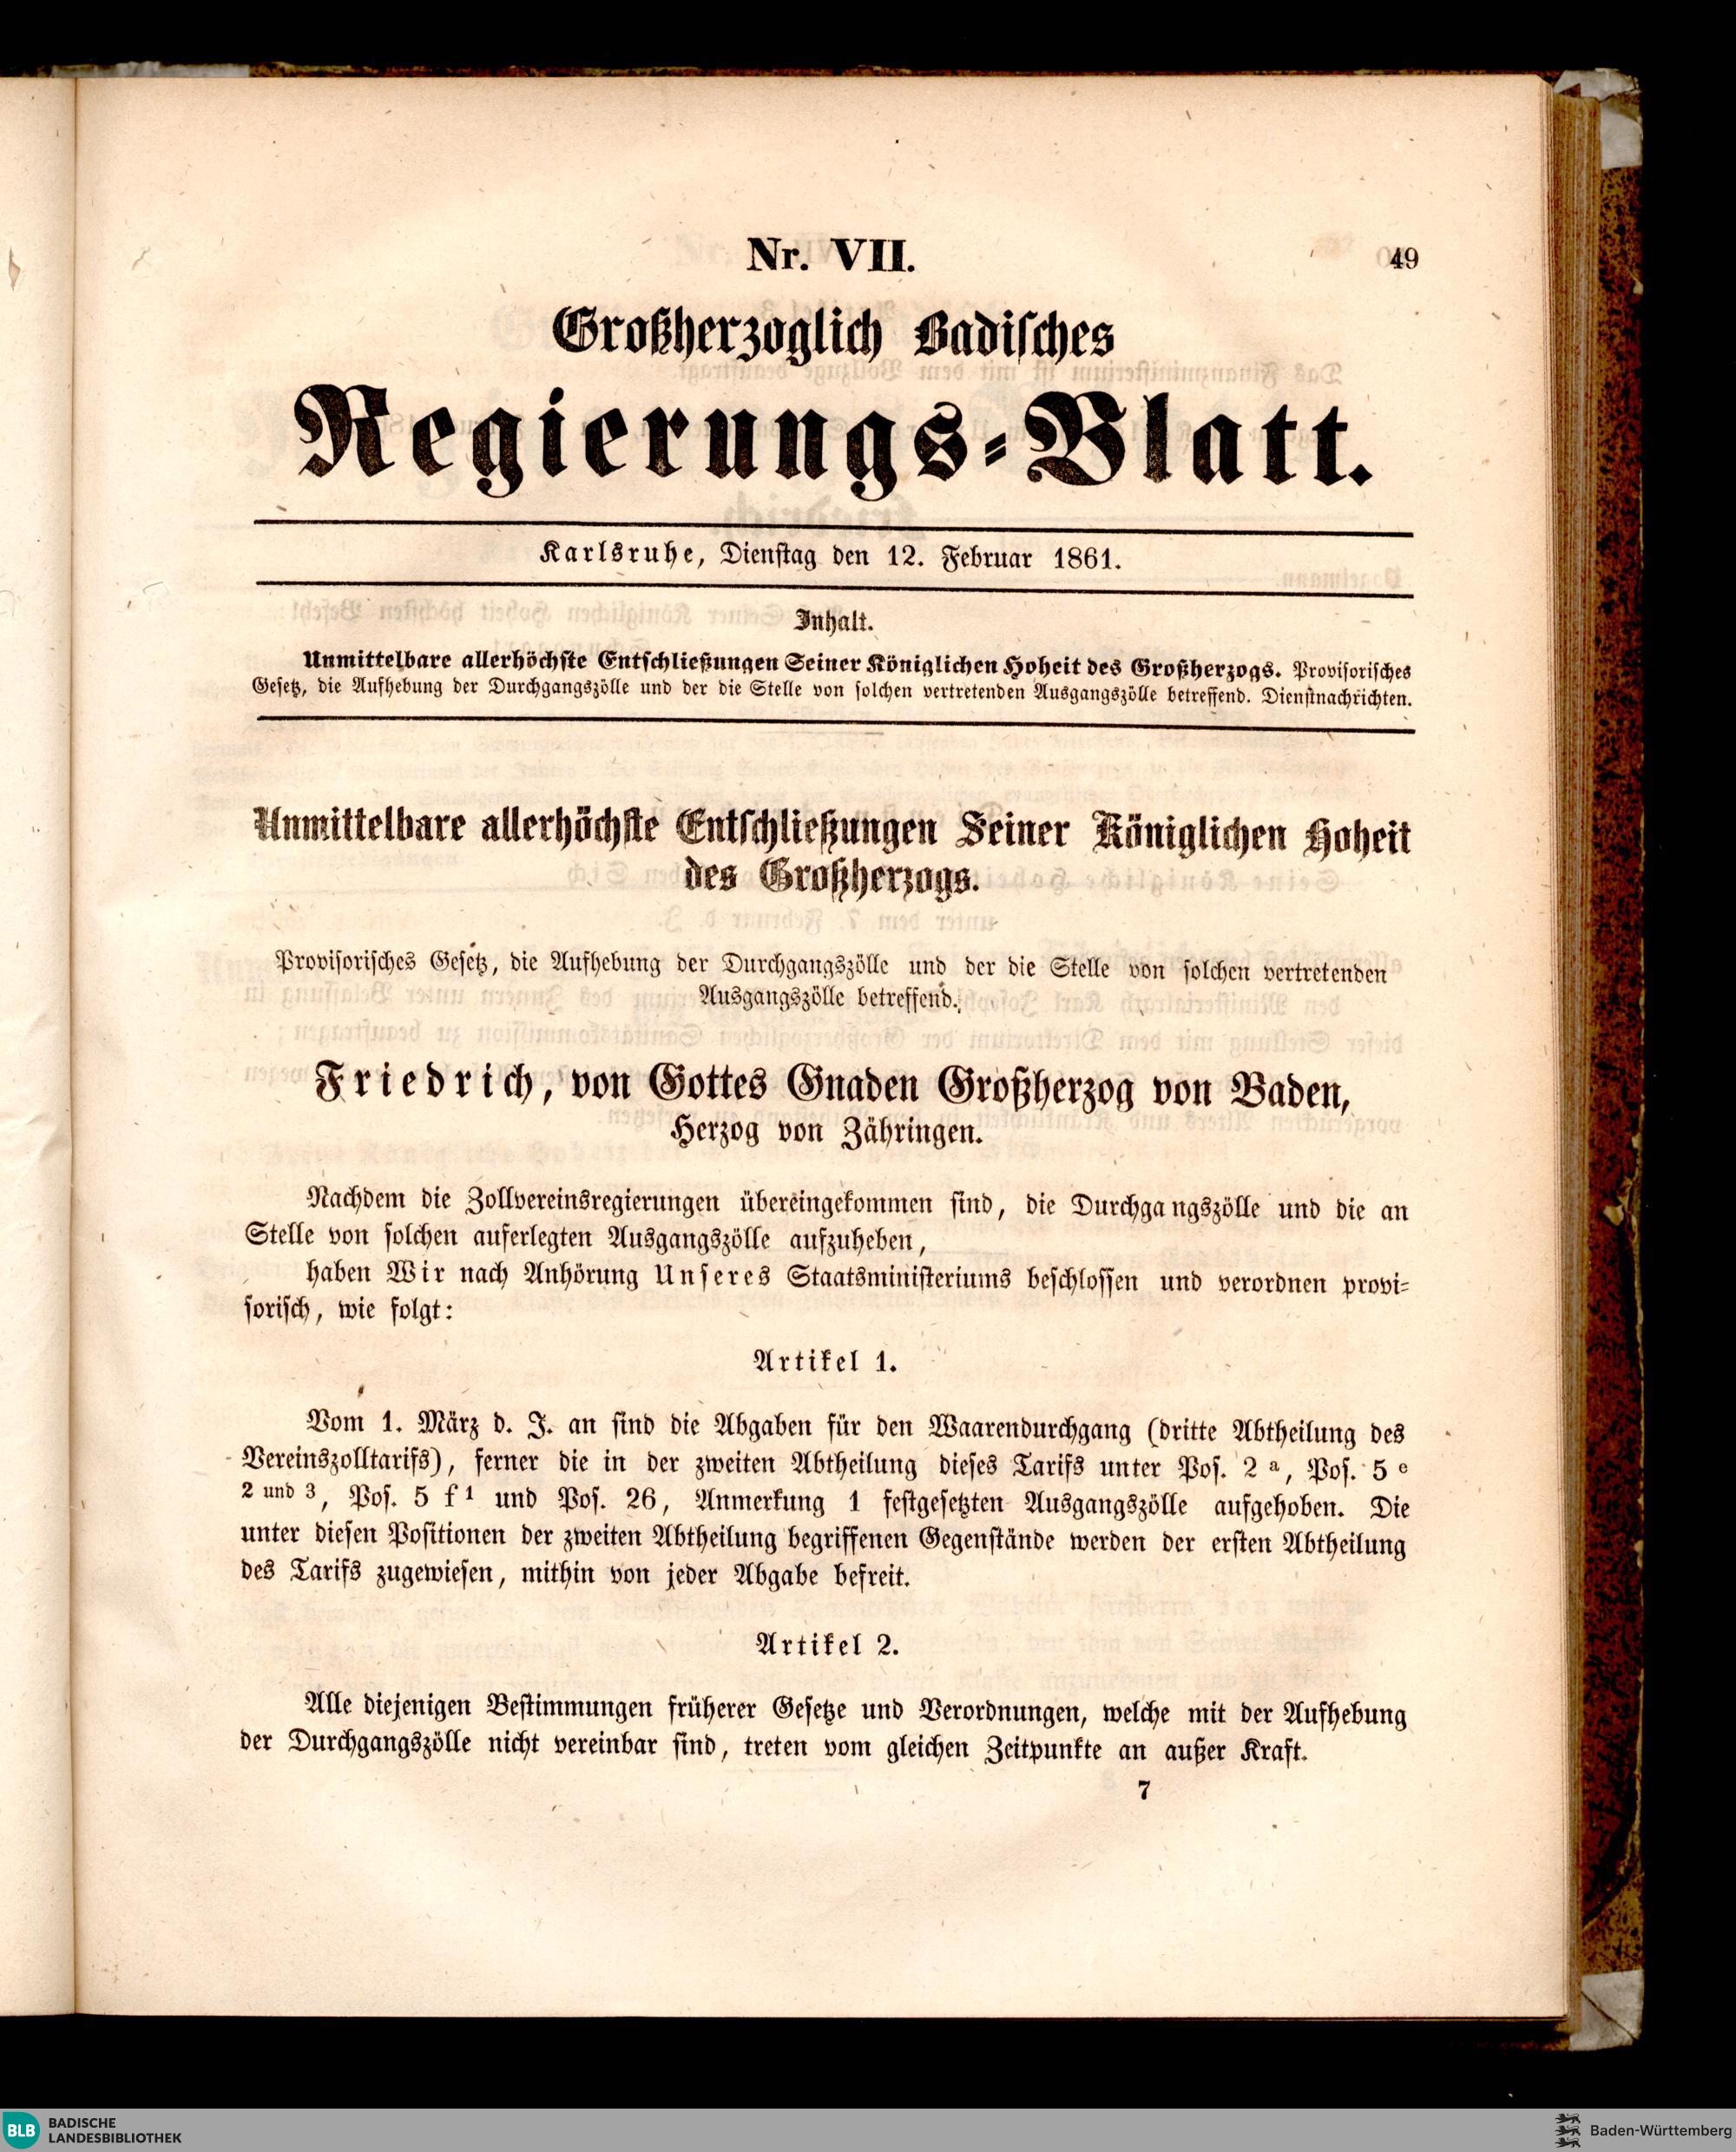 Nr. VII.
49
Großherzoglich Badisches
Regierungs-Blatt.
Karlsruhe, Dienstag den 12. Februar 1861.
Inhalt.
Unmittelbare allerhöchste Entschließungen Seiner Königlichen Hoheit des Großherzogs. Provisorisches
Gesetz, die Aufhebung der Durchgangszölle und der die Stelle von solchen vertretenden Ausgangszölle betreffend. Dienstnachrichten.
Unmittelbare allerhöchste Entschließungen Seiner Königlichen Hoheit
des Großherzogs.
Provisorisches Gesetz, die Aufhebung der Durchgangszölle und der die Stelle von solchen vertretenden
Ausgangszölle betreffend.
Friedrich, von Gottes Gnaden Großherzog von Baden,
Herzog von Zähringen.
Nachdem die Zollvereinsregierungen übereingekommen sind, die Durchgangszölle und die an
Stelle von solchen auferlegten Ausgangszölle aufzuheben,
haben Wir nach Anhörung Unseres Staatsministeriums beschlossen und verordnen provi-
sorisch, wie folgt:
Artikel 1.
Vom 1. März d. J. an sind die Abgaben für den Waarendurchgang (dritte Abtheilung des
Vereinszolltarifs), ferner die in der zweiten Abtheilung dieses Tarifs unter Pos. 2 a, Pos. 5 e
2 und 3, Pos. 5 f 1 und Pos. 26, Anmerkung 1 festgesetzten Ausgangszölle aufgehoben. Die
unter diesen Positionen der zweiten Abtheilung begriffenen Gegenstände werden der ersten Abtheilung
des Tarifs zugewiesen, mithin von jeder Abgabe befreit.
Artikel 2.
Alle diejenigen Bestimmungen früherer Gesetze und Verordnungen, welche mit der Aufhebung
der Durchgangszölle nicht vereinbar sind, treten vom gleichen Zeitpunkte an außer Kraft.
7
BLB BADISCHE
LANDESBIBLIOTHEK
Baden-Württemberg